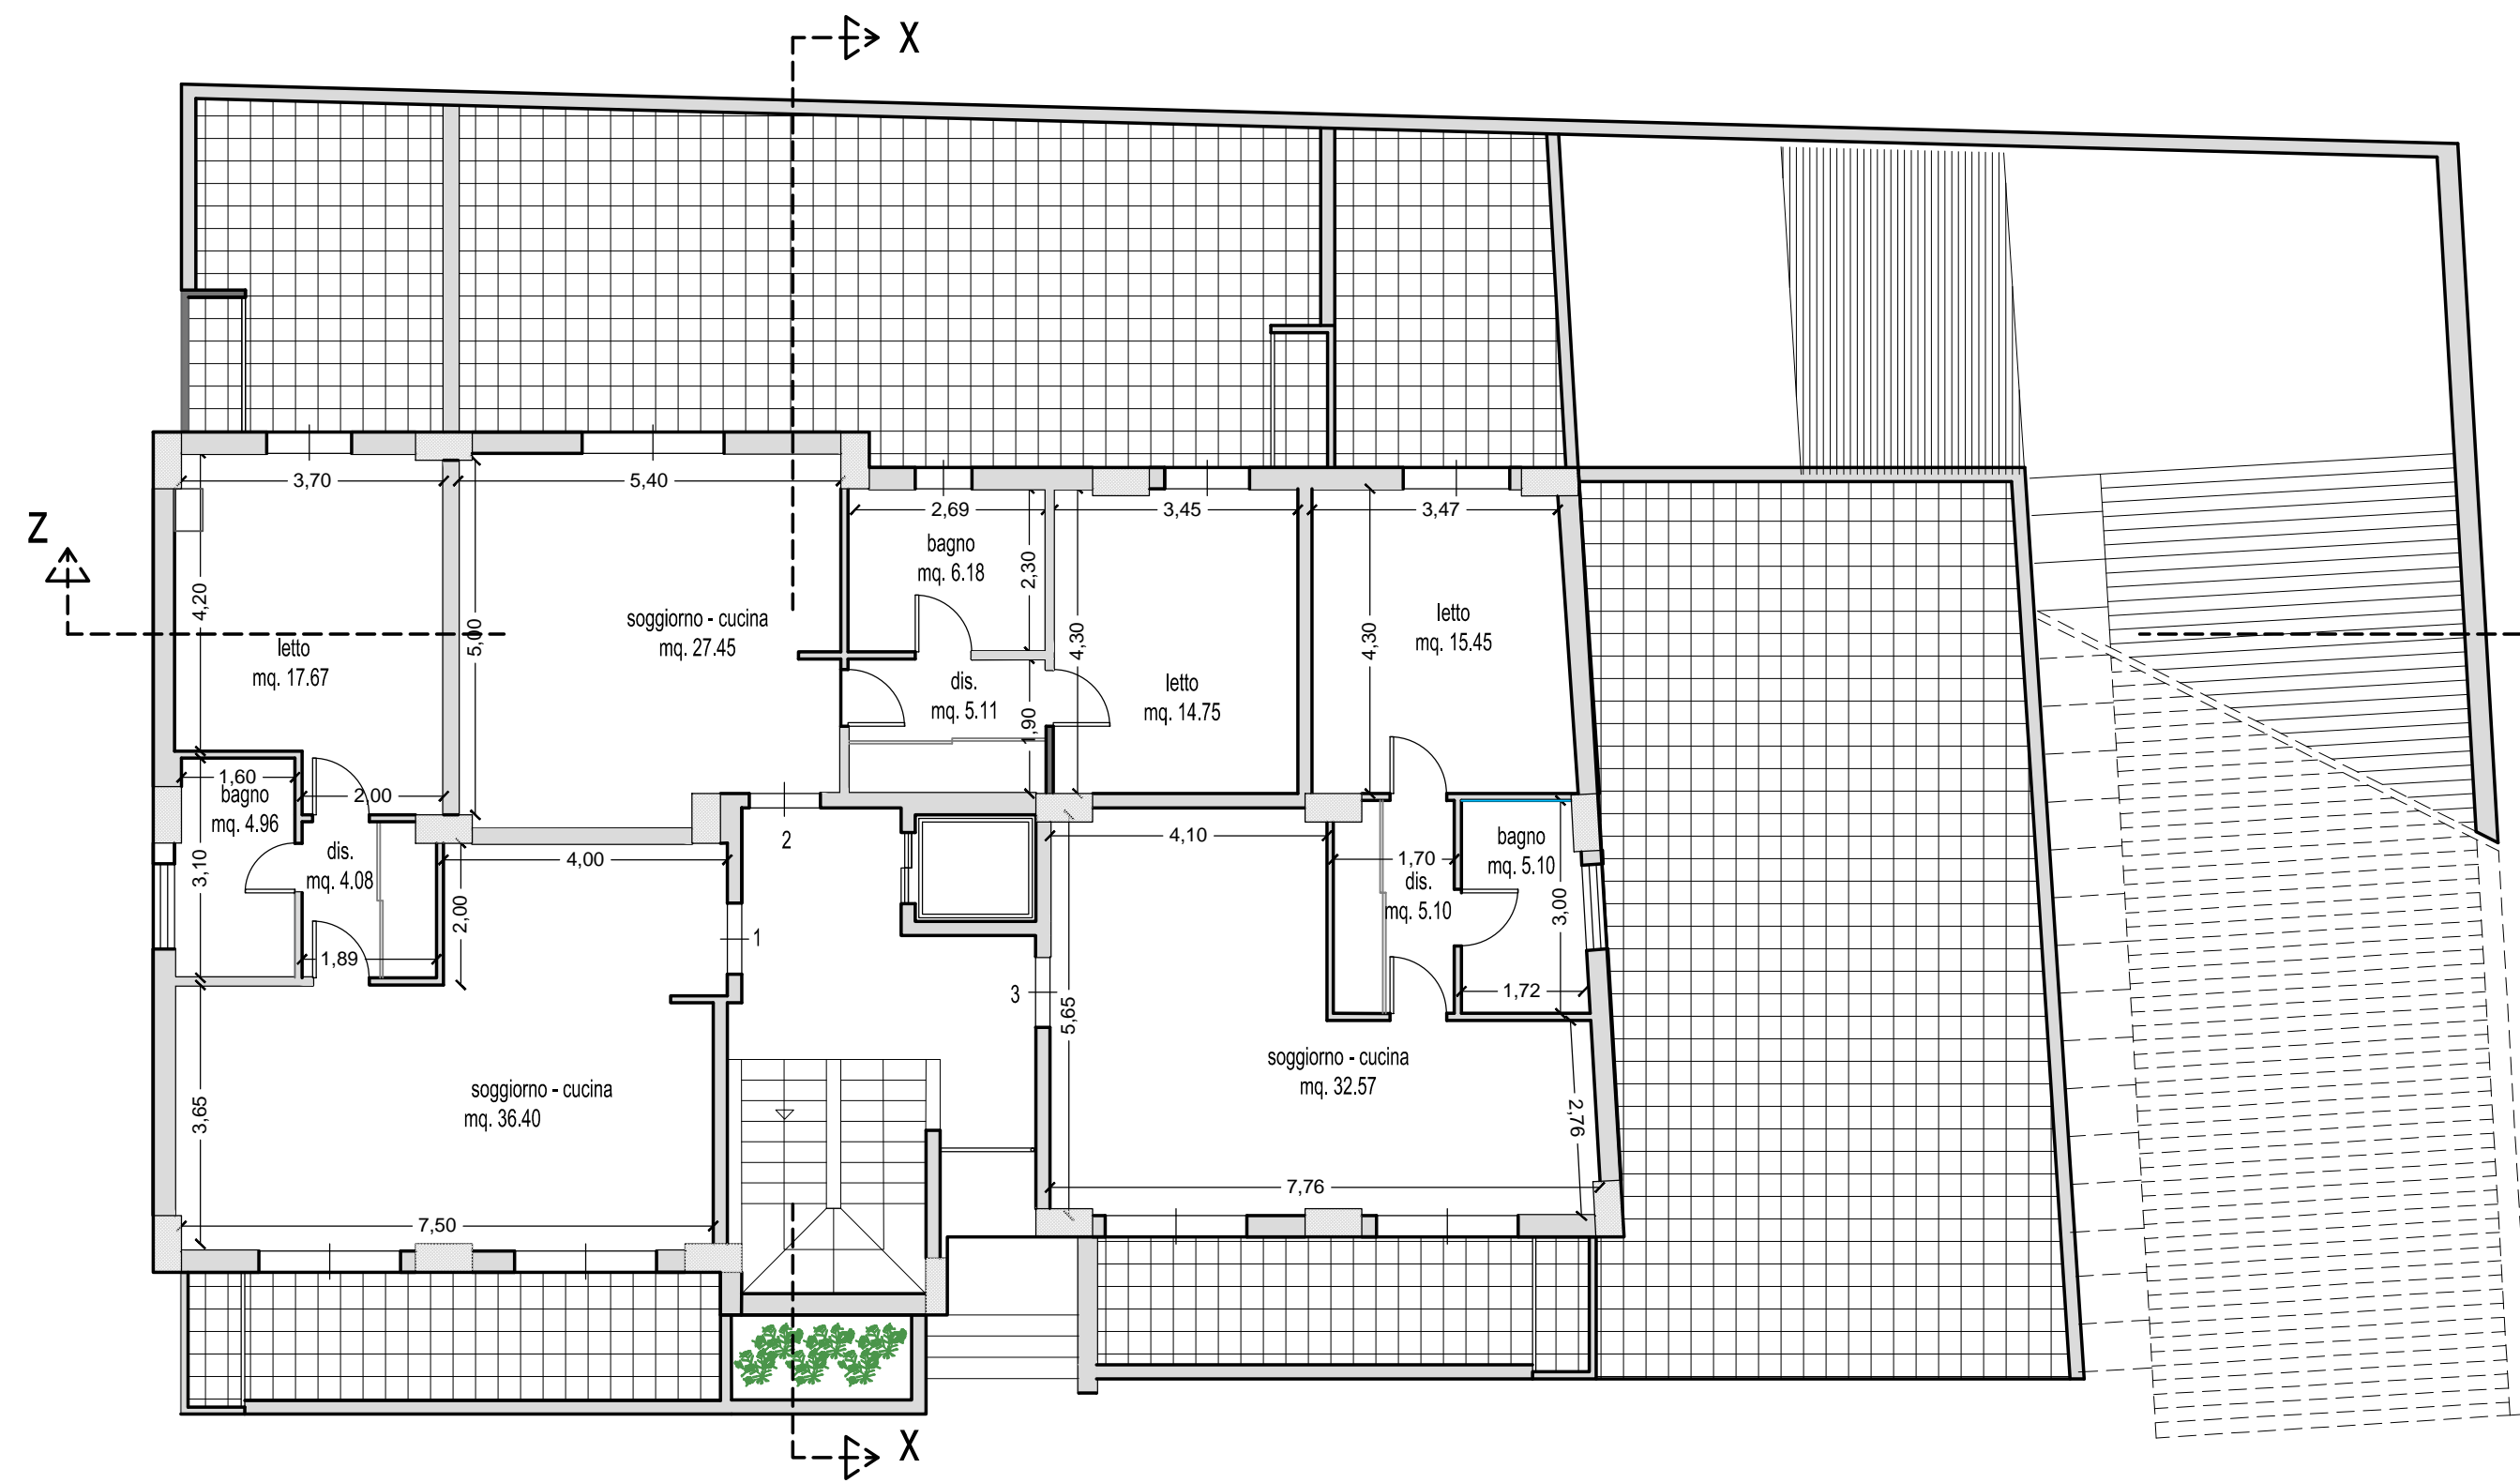 X
3,70
5,40
2,69
3,45
3,47
Z
bagno
mq. 6.18
2,30
4,20
5,00
soggiorno - cucina
mq. 27.45
4,30
4,30
letto
mq. 15.45
letto
mq. 17.67
dis.
mq. 5.11
1,90
letto
mq. 14.75
1,60
bagno
mq. 4.96
2,00
2
4,10
bagno
mq. 5.10
3,10
dis.
mq. 4.08
4,00
1,70
dis.
mq. 5.10
3,00
2,00
1
1,89
3
5,65
1,72
soggiorno - cucina
mq. 32.57
3,65
soggiorno - cucina
mq. 36.40
2,76
7,76
7,50
X